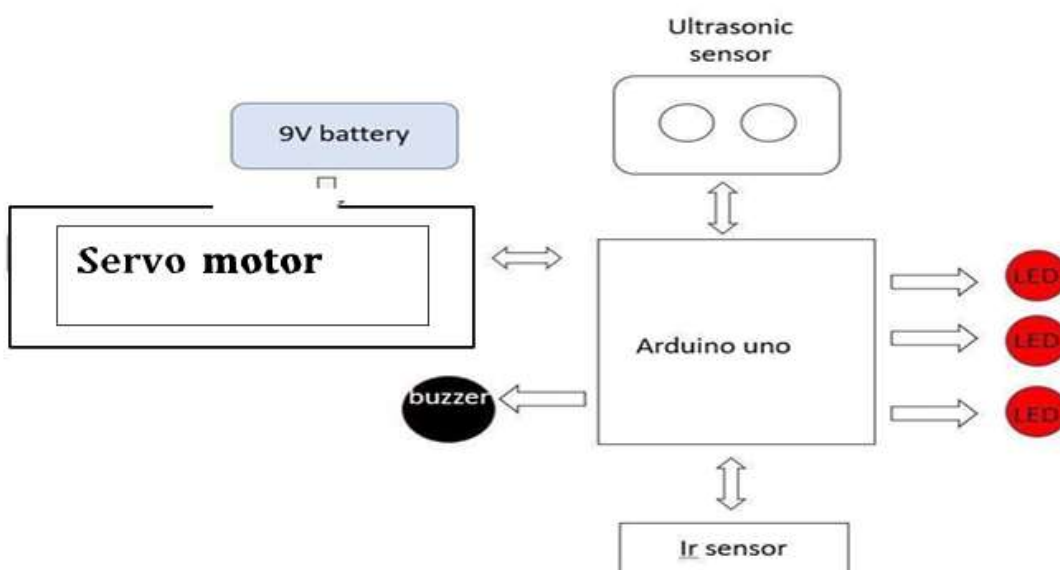 Ultrasonic
sensor
9V battery
Servo motor
LED
LED
Arduino uno
buzzer
LED
Ir sensor